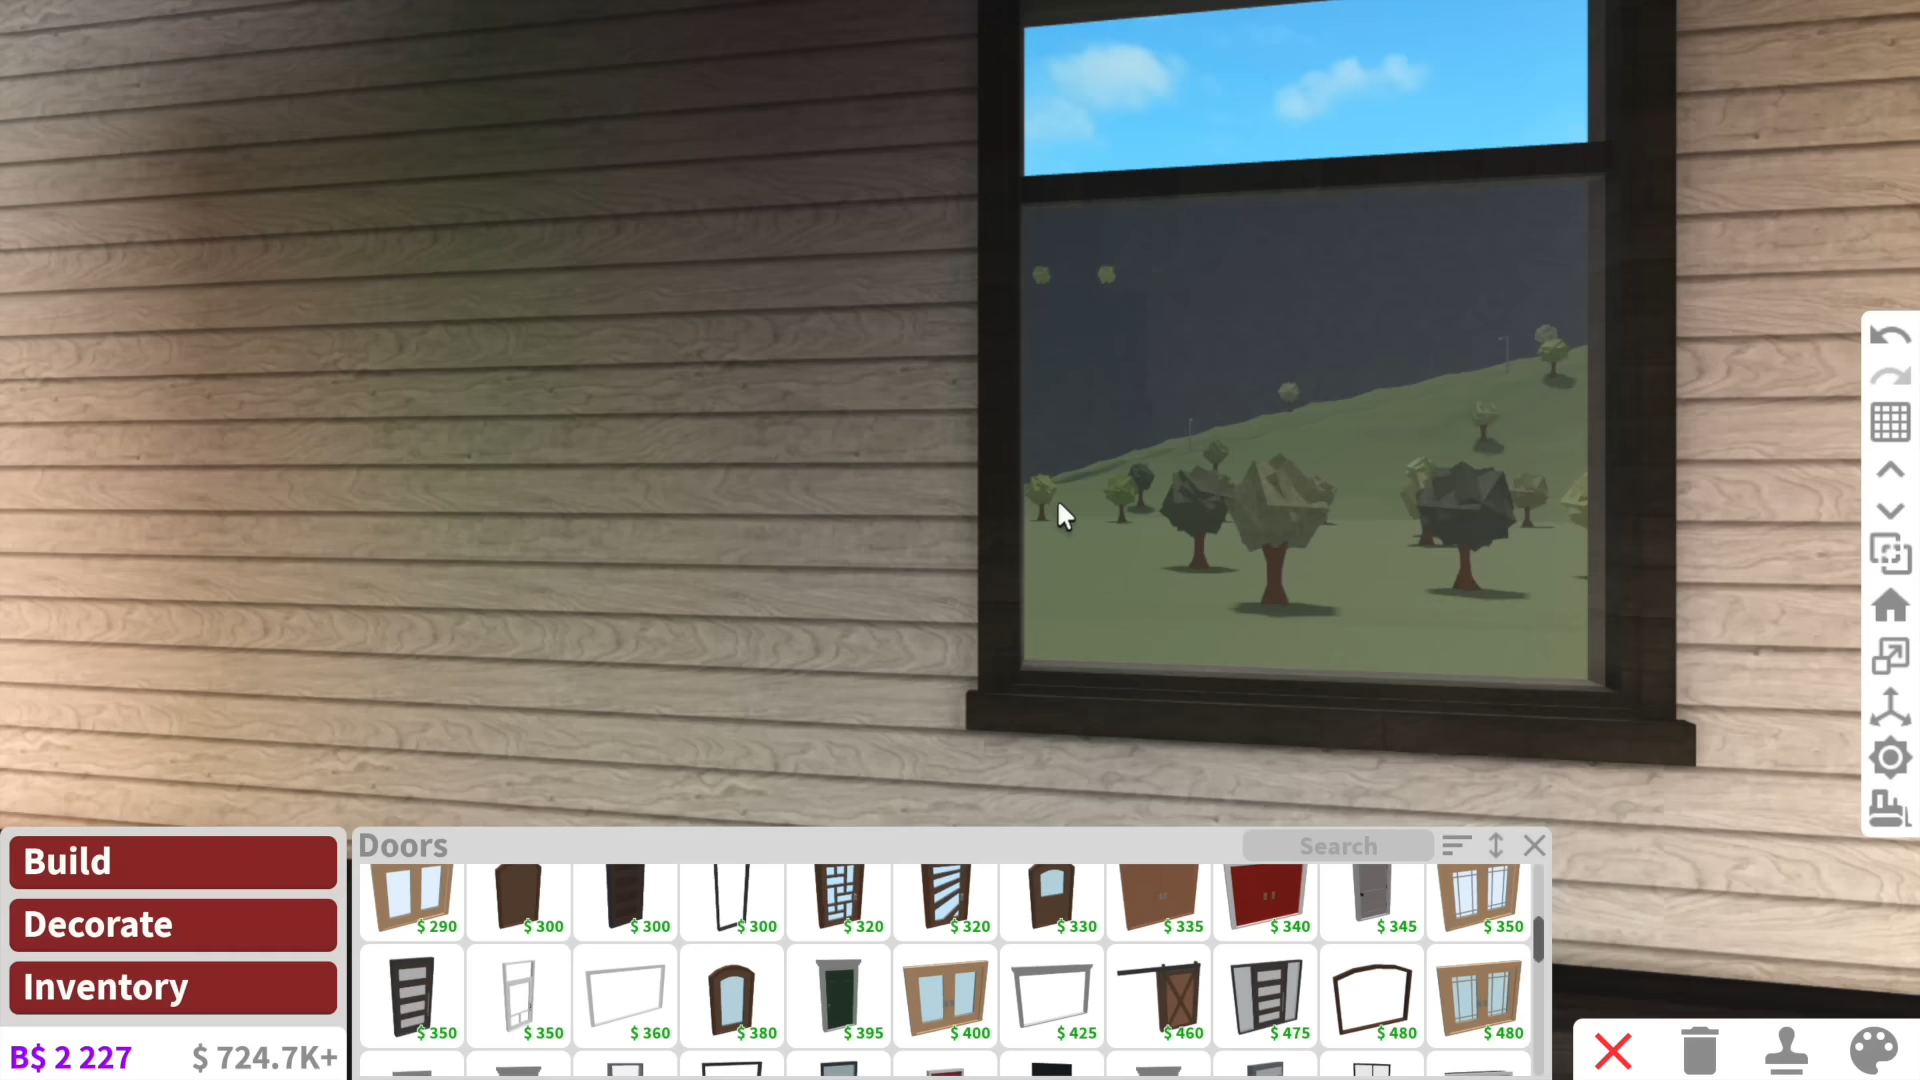 Build
Decorate
Inventory
B$ 2 227 $ 724.7K+
Doors
Search
$ 290 $ 300 $ 300 $ 300 $ 320 $ 320 $ 330 $ 335 $ 340 $ 345 $ 350
$ 350 $ 350 $ 360 $ 380 $ 395 $ 400 $ 425 $ 460 $ 475 $ 480 $ 480